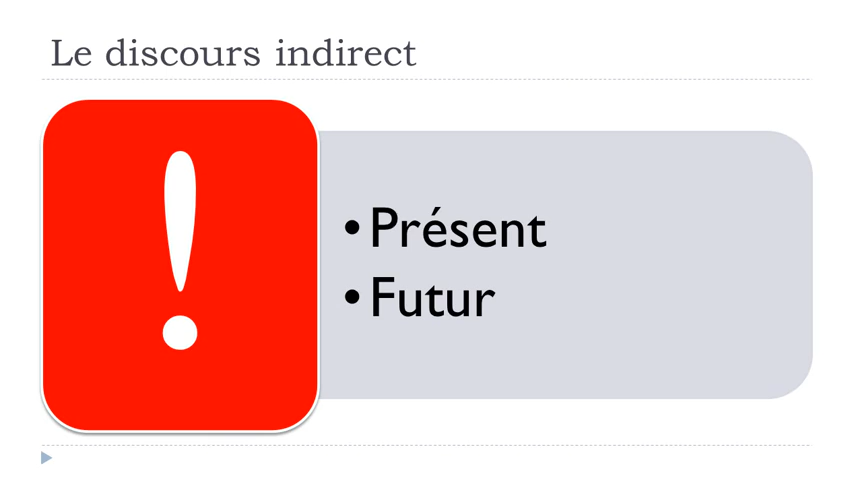 Le discours indirect
!
• Présent
• Futur